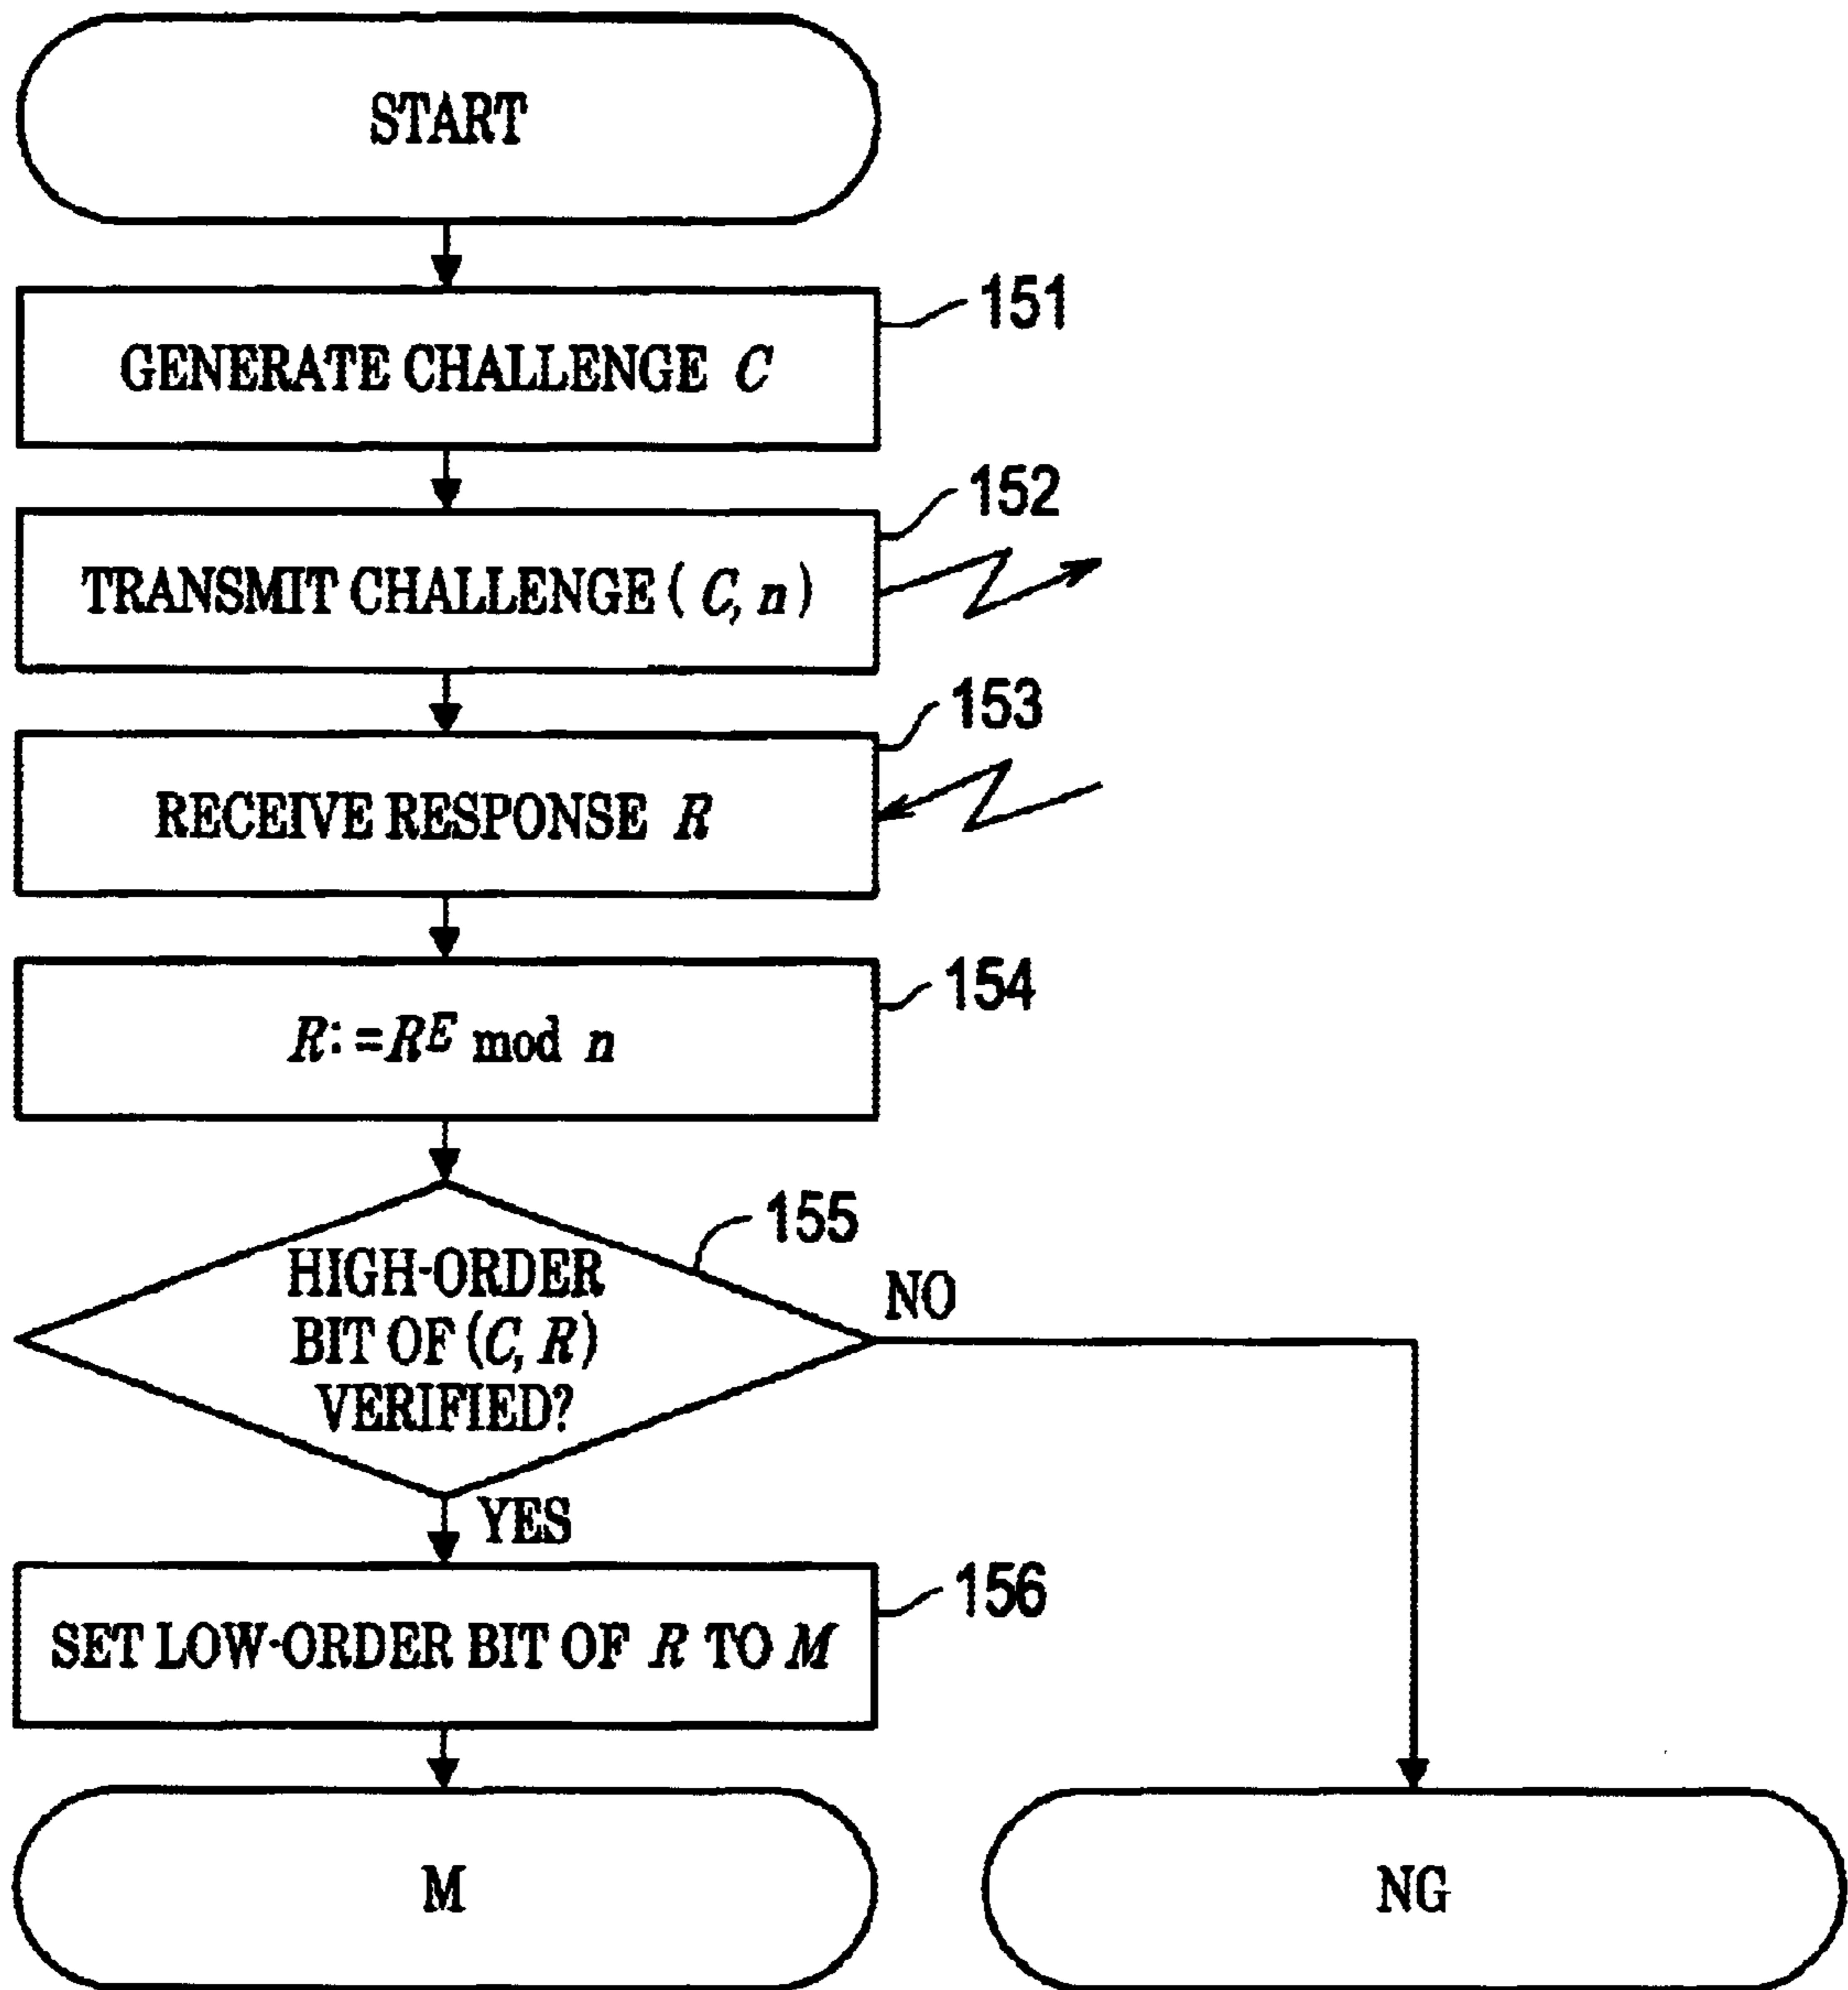 START
151
GENERATE CHALLENGE C
152
TRANSMIT CHALLENGE ( C, n )
153
RECEIVE RESPONSE R
154
R:=R^E mod n
155
HIGH-ORDER
BIT OF (C, R)
VERIFIED?
NO
YES
156
SET LOW-ORDER BIT OF R TO M
M
NG